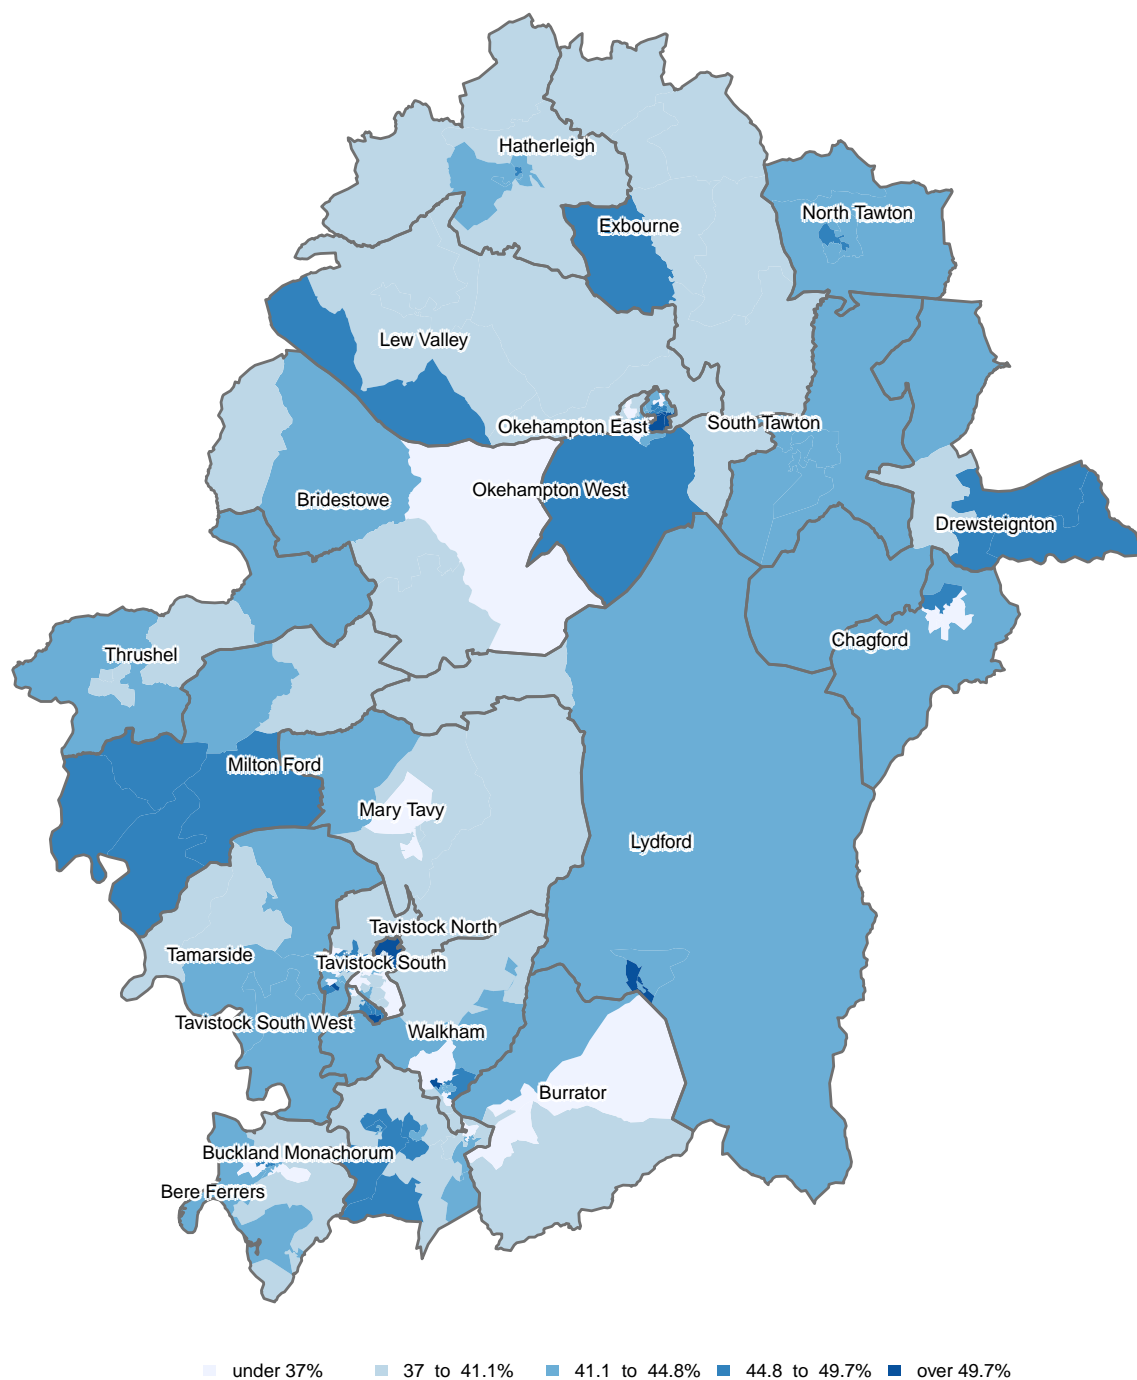 Hatherleigh
North Tawton
Exbourne
Lew Valley
South Tawton
Okehampton East
Okehampton West
Bridestowe
Drewsteignton
Chagford
Thrushel
Milton Ford
Mary Tavy
Lydford
Tavistock North
Tamarside
Tavistock South
Tavistock South West
Walkham
Burrator
Buckland Monachorum
Bere Ferrers
under 37% 37 to 41.1% 41.1 to 44.8% 44.8 to 49.7% over 49.7%